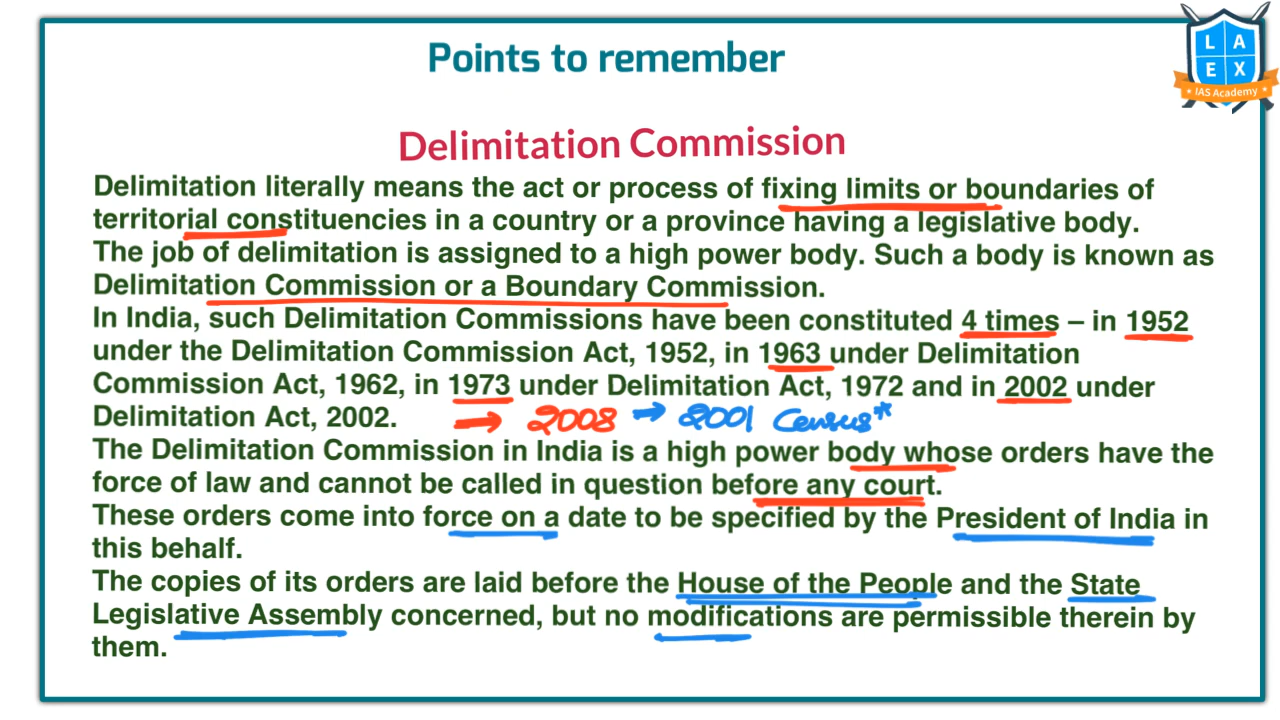 Points to remember
L A
E X
IAS Academy
Delimitation Commission
Delimitation literally means the act or process of fixing limits or boundaries of
territorial constituencies in a country or a province having a legislative body.
The job of delimitation is assigned to a high power body. Such a body is known as
Delimitation Commission or a Boundary Commission.
In India, such Delimitation Commissions have been constituted 4 times – in 1952
under the Delimitation Commission Act, 1952, in 1963 under Delimitation
Commission Act, 1962, in 1973 under Delimitation Act, 1972 and in 2002 under
Delimitation Act, 2002. → 2008 → 2001 Census*
The Delimitation Commission in India is a high power body whose orders have the
force of law and cannot be called in question before any court.
These orders come into force on a date to be specified by the President of India in
this behalf.
The copies of its orders are laid before the House of the People and the State
Legislative Assembly concerned, but no modifications are permissible therein by
them.